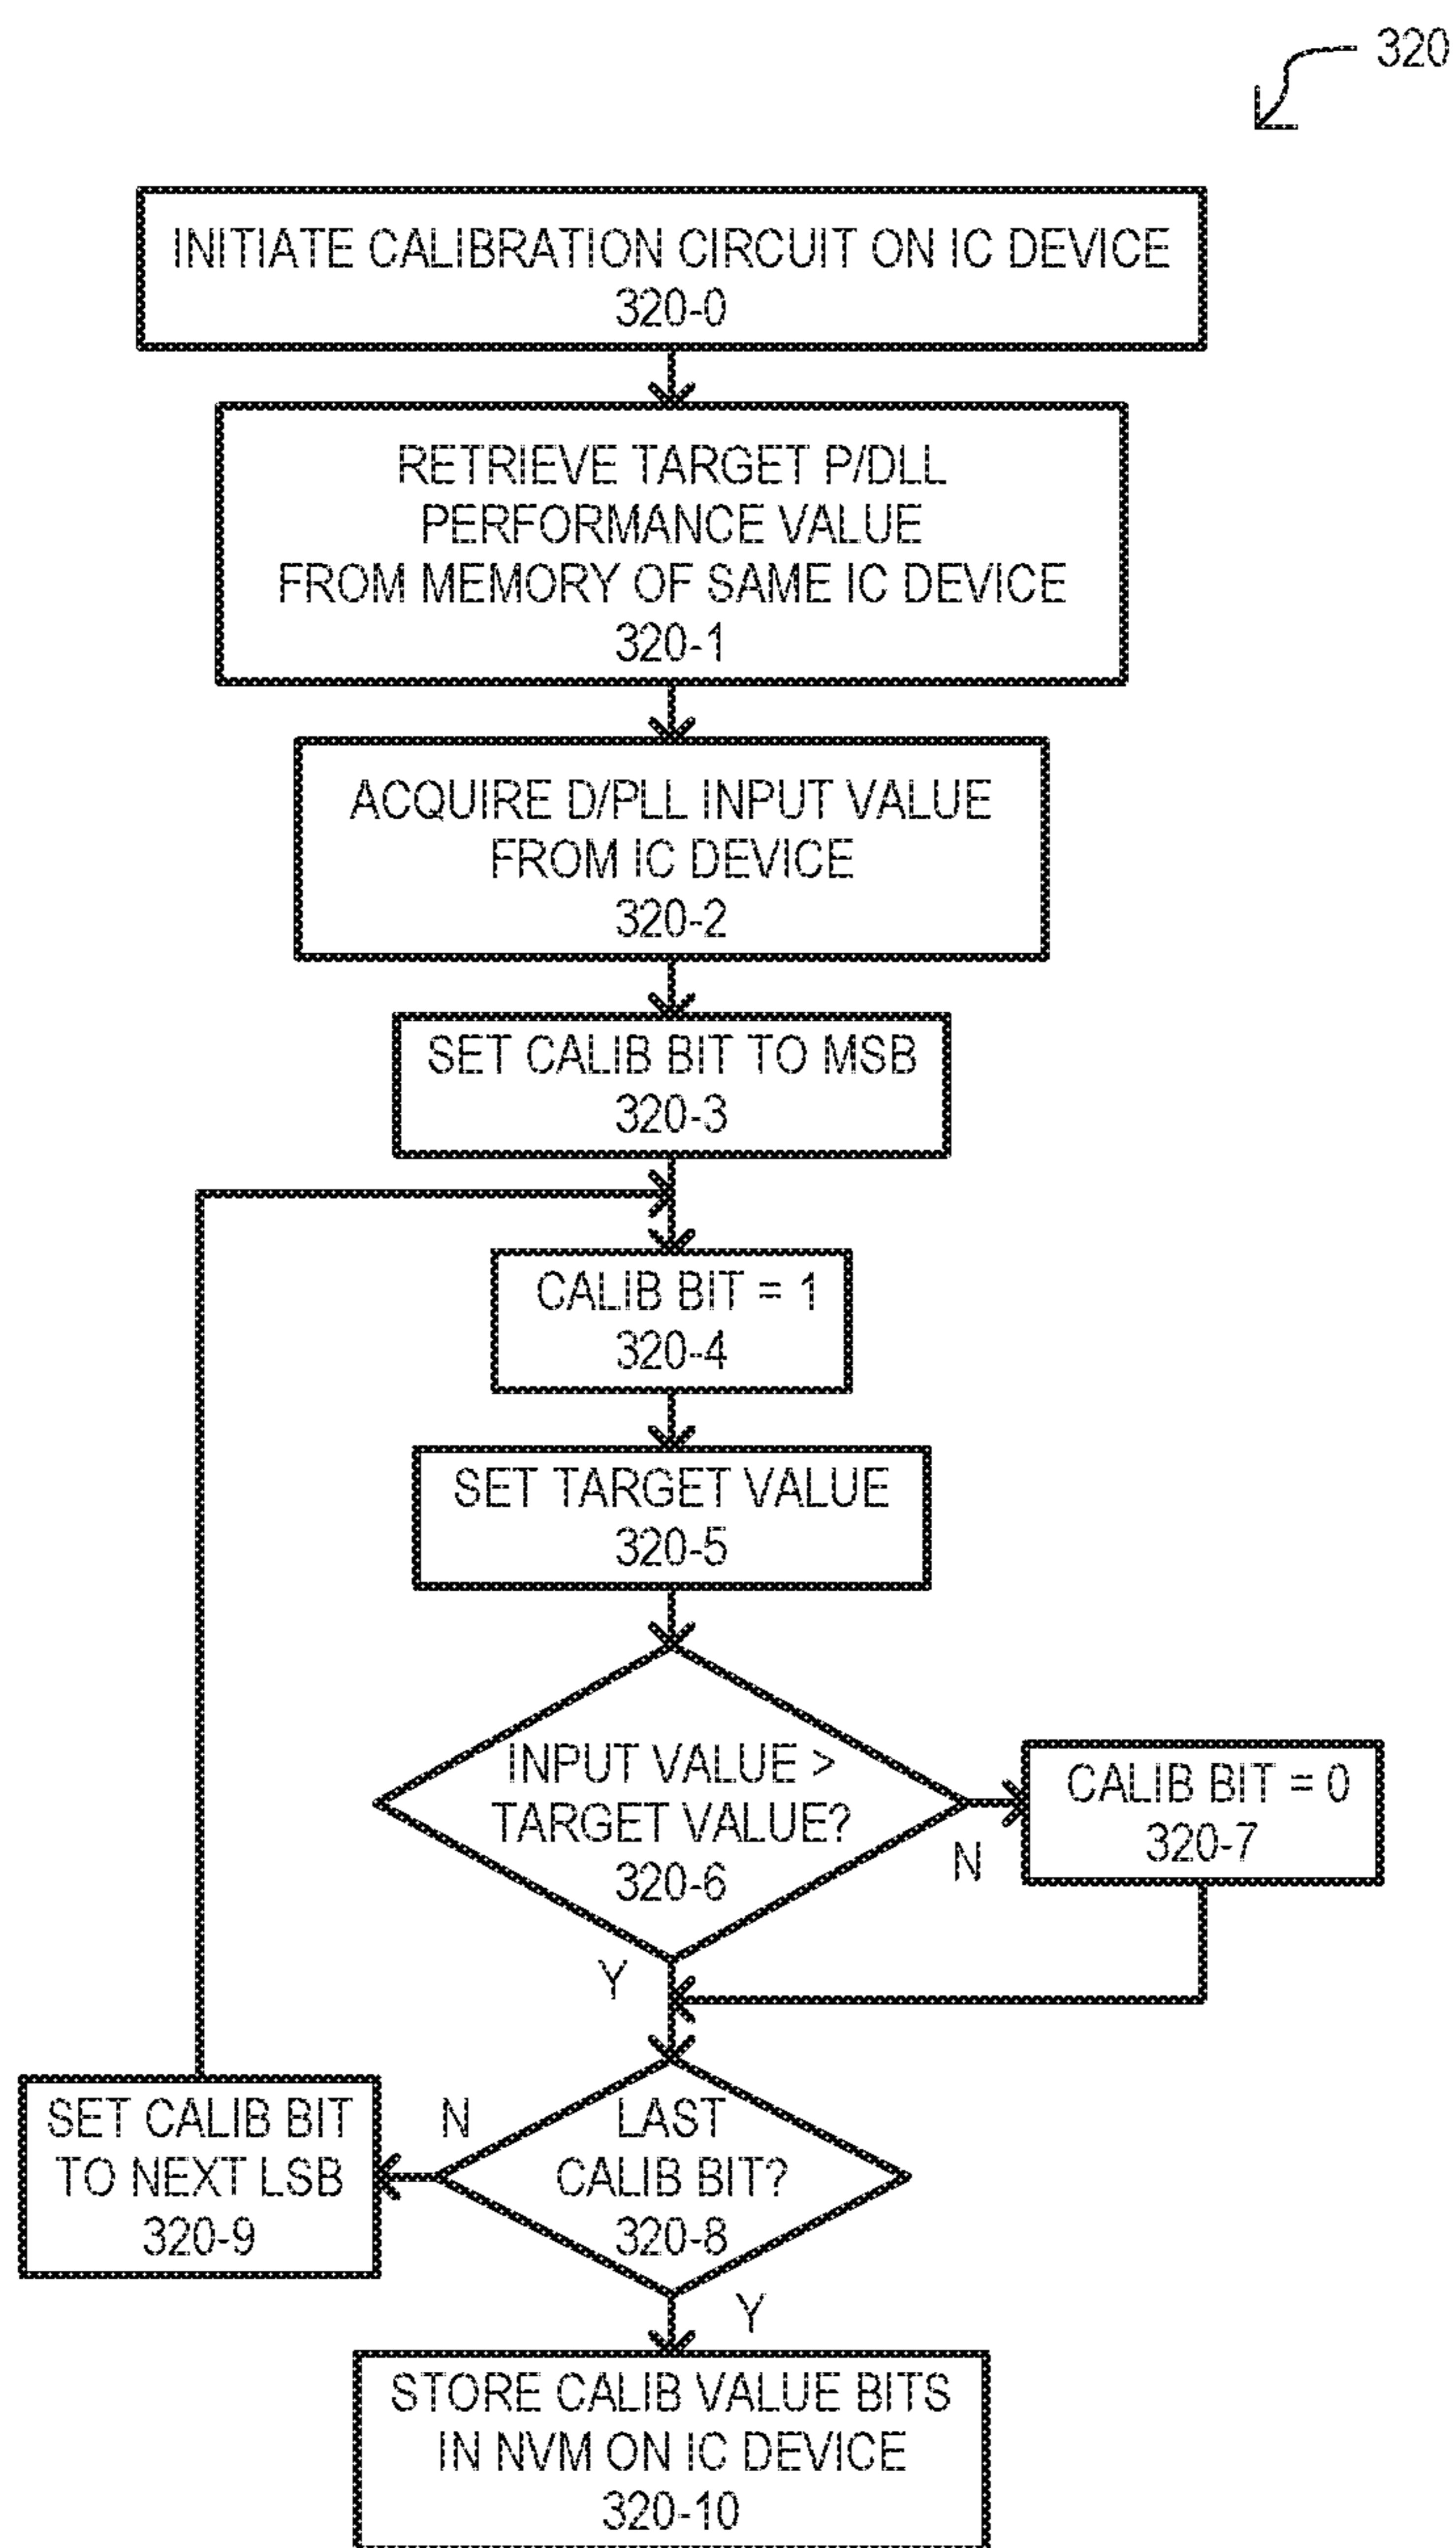 320
INITIATE CALIBRATION CIRCUIT ON IC DEVICE
320-0
RETRIEVE TARGET P/DLL
PERFORMANCE VALUE
FROM MEMORY OF SAME IC DEVICE
320-1
ACQUIRE D/PLL INPUT VALUE
FROM IC DEVICE
320-2
SET CALIB BIT TO MSB
320-3
CALIB BIT = 1
320-4
SET TARGET VALUE
320-5
INPUT VALUE >
TARGET VALUE?
320-6
N
CALIB BIT = 0
320-7
Y
LAST
CALIB BIT?
320-8
N
SET CALIB BIT
TO NEXT LSB
320-9
Y
STORE CALIB VALUE BITS
IN NVM ON IC DEVICE
320-10